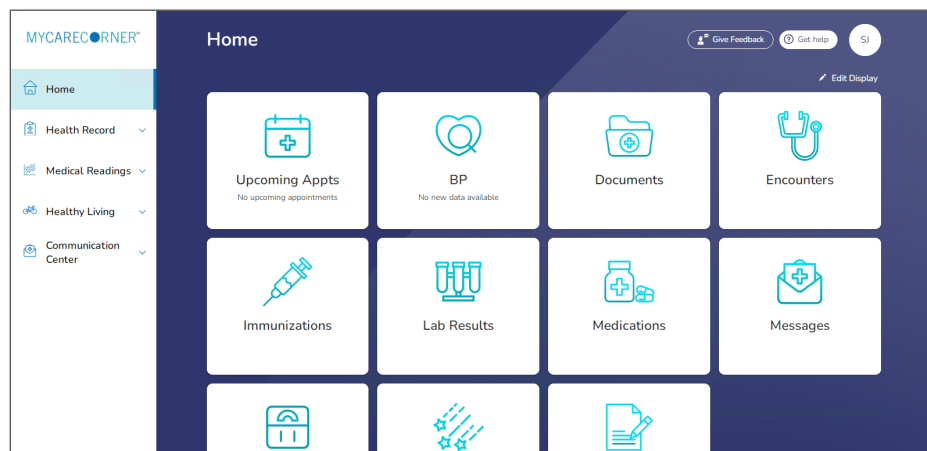 MYCARECORNER™
Home
Give Feedback
Get help
SJ
Edit Display
Home
Health Record
Medical Readings
Healthy Living
Communication
Center
Upcoming Appts
No upcoming appointments
BP
No new data available
Documents
Encounters
Immunizations
Lab Results
Medications
Messages